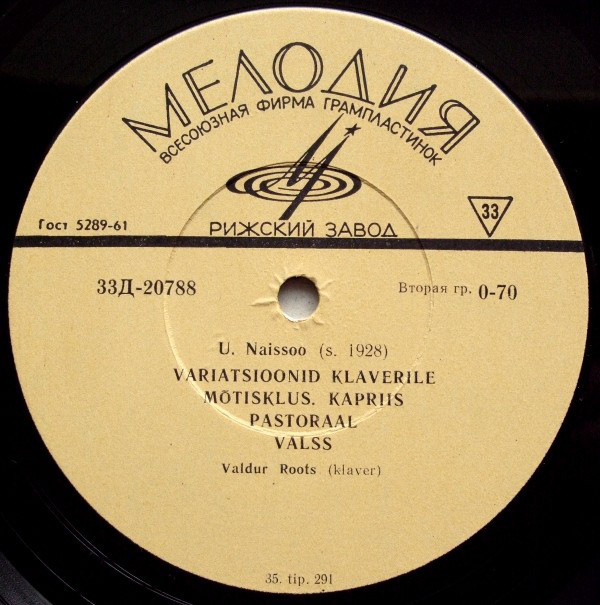 МЕЛОДИЯ
ВСЕСОЮЗНАЯ ФИРМА ГРАМПЛАСТИНОК
33
Гост 5289-61
РИЖСКИЙ ЗАВОД
33Д-20788
Вторая гр. 0-70
U. Naissoo (s. 1928)
VARIATSIOONID KLAVERILE
MÕTISKLUS. KAPRIIS
PASTORAAL
VALSS
Valdur Roots (klaver)
35. tip. 291